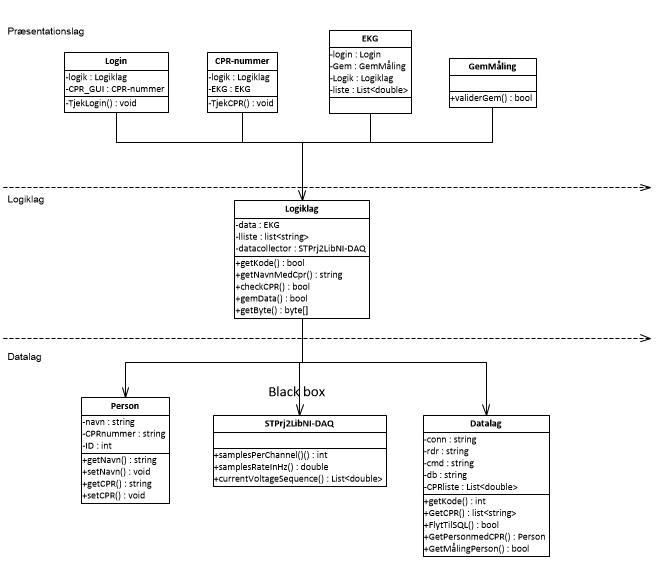 Præsentationslag
Login
-logik : Logiklag
-CPR_GUI : CPR-nummer
-TjekLogin() : void
CPR-nummer
-logik : Logiklag
-EKG : EKG
-TjekCPR() : void
EKG
-login : Login
-Gem : GemMåling
-Logik : Logiklag
-liste : List<double>
GemMåling
+validerGem() : bool
Logiklag
Logiklag
-data : EKG
-lliste : list<string>
-datacollector : STPrj2LibNI-DAQ
+getKode() : bool
+getNavnMedCpr() : string
+checkCPR() : bool
+gemData() : bool
+getByte() : byte[]
Datalag
Black box
Person
-navn : string
-CPRnummer : string
-ID : int
+getNavn() : string
+setNavn() : void
+getCPR() : string
+setCPR() : void
STPrj2LibNI-DAQ
+samplesPerChannel()() : int
+samplesRateInHz() : double
+currentVoltageSequence() : List<double>
Datalag
-conn : string
-rdr : string
-cmd : string
-db : string
-CPRliste : List<double>
+getKode() : int
+GetCPR() : list<string>
+FlytTilSQL() : bool
+GetPersonmedCPR() : Person
+GetMålingPerson() : bool